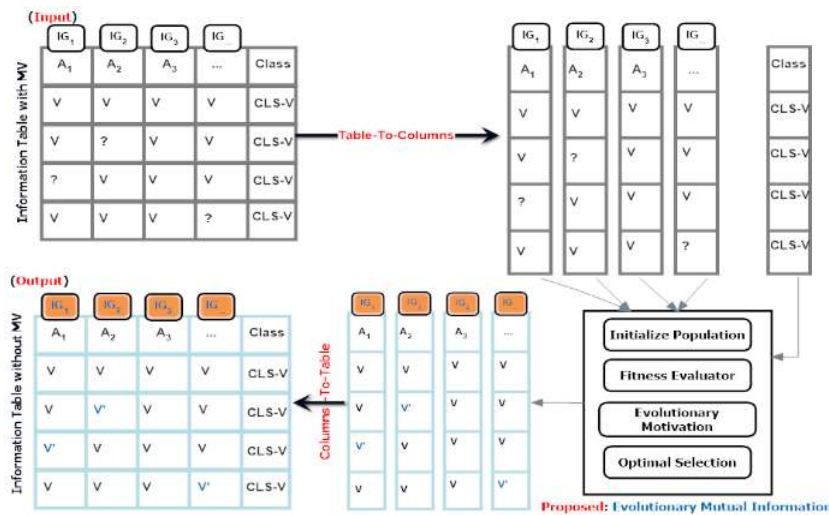 (Input)
IG1 IG2 IG3 IG...
A1 A2 A3 ... Class
V V V V CLS-V
V ? V V CLS-V
? V V V CLS-V
V V V ? CLS-V
Information Table with MV
Table-To-Columns
IG1 IG2 IG3 IG...
A1 A2 A3 ... Class
V V V V CLS-V
V ? V V CLS-V
? V V V CLS-V
V V V ? CLS-V
(Output)
IG1 IG2 IG3 IG...
A1 A2 A3 ... Class
V V V V CLS-V
V V' V V CLS-V
V' V V V CLS-V
V V V V' CLS-V
Information Table without MV
Columns-To-Table
IG1 IG2 IG3 IG
A1 A2 A3 ...
V V V V
V V' V V
V' V V V
V V V V'
Initialize Population
Fitness Evaluator
Evolutionary
Motivation
Optimal Selection
Proposed: Evolutionary Mutual Information